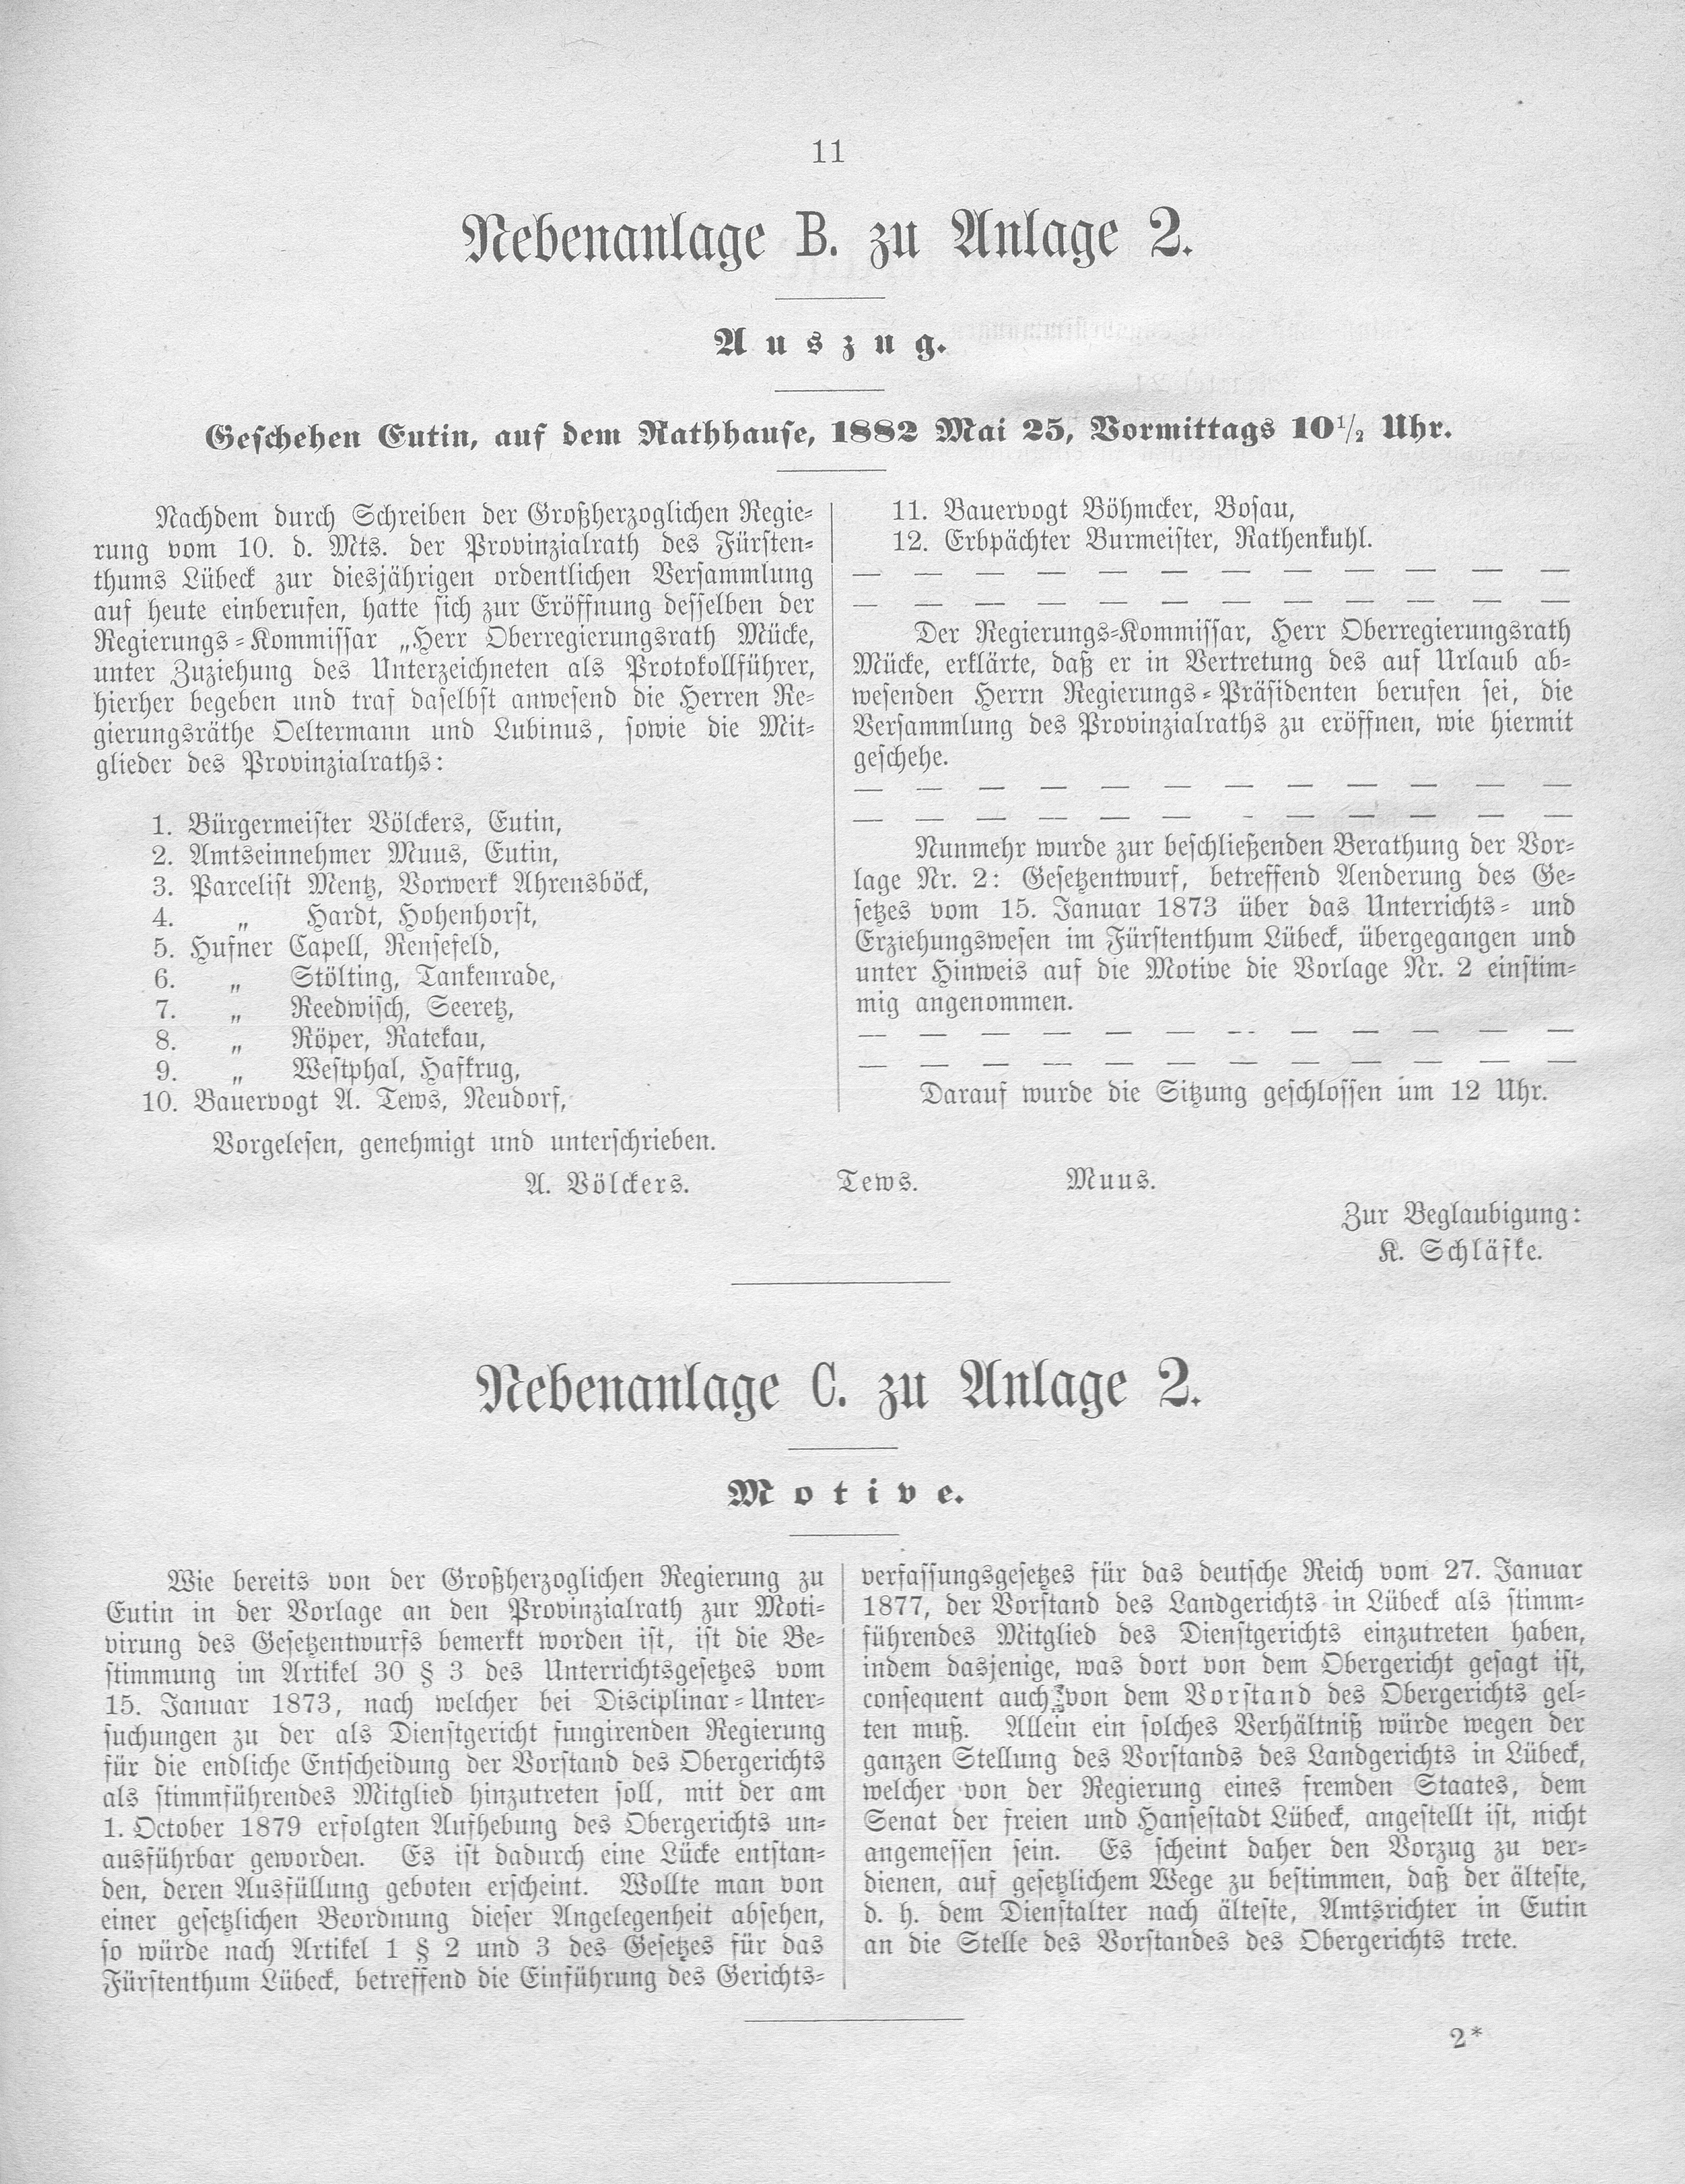 11
Nebenanlage B. zu Anlage 2.
Auszug.
Geschehen Eutin, auf dem Rathhause, 1882 Mai 25, Vormittags 10 1/2 Uhr.
Nachdem durch Schreiben der Großherzoglichen Regie-
rung vom 10. d. Mts. der Provinzialrath des Fürsten-
thums Lübeck zur diesjährigen ordentlichen Versammlung
auf heute einberufen, hatte sich zur Eröffnung desselben der
Regierungs-Kommissar „Herr Oberregierungsrath Mücke,
unter Zuziehung des Unterzeichneten als Protokollführer,
hierher begeben und traf daselbst anwesend die Herren Re-
gierungsräthe Oeltermann und Lubinus, sowie die Mit-
glieder des Provinzialraths:
1. Bürgermeister Völckers, Eutin,
2. Amtseinnehmer Muus, Eutin,
3. Parcelist Mentz, Vorwerk Ahrensböck,
4. „ Hardt, Hohenhorst,
5. Hufner Capell, Rensefeld,
6. „ Stölting, Tankenrade,
7. „ Reedwisch, Seeretz,
8. „ Röper, Ratekau,
9. „ Westphal, Hafkrug,
10. Bauervogt A. Tews, Neudorf,
11. Bauervogt Böhmcker, Bosau,
12. Erbpächter Burmeister, Rathenkuhl.
— — — — — — — — — — — —
— — — — — — — — — — — —
Der Regierungs-Kommissar, Herr Oberregierungsrath
Mücke, erklärte, daß er in Vertretung des auf Urlaub ab-
wesenden Herrn Regierungs-Präsidenten berufen sei, die
Versammlung des Provinzialraths zu eröffnen, wie hiermit
geschehe.
— — — — — — — — — — — —
— — — — — — - — — — — —
Nunmehr wurde zur beschließenden Berathung der Vor-
lage Nr. 2: Gesetzentwurf, betreffend Aenderung des Ge-
setzes vom 15. Januar 1873 über das Unterrichts- und
Erziehungswesen im Fürstenthum Lübeck, übergegangen und
unter Hinweis auf die Motive die Vorlage Nr. 2 einstim-
mig angenommen.
— — — — — — — — — — — —
— — — — — — — — — — — —
Darauf wurde die Sitzung geschlossen um 12 Uhr.
Vorgelesen, genehmigt und unterschrieben.
A. Völckers. Tews. Muus.
Zur Beglaubigung:
K. Schläfke.
Nebenanlage C. zu Anlage 2.
Motive.
Wie bereits von der Großherzoglichen Regierung zu
Eutin in der Vorlage an den Provinzialrath zur Moti-
virung des Gesetzentwurfs bemerkt worden ist, ist die Be-
stimmung im Artikel 30 § 3 des Unterrichtsgesetzes vom
15. Januar 1873, nach welcher bei Disciplinar-Unter-
suchungen zu der als Dienstgericht fungirenden Regierung
für die endliche Entscheidung der Vorstand des Obergerichts
als stimmführendes Mitglied hinzutreten soll, mit der am
1. October 1879 erfolgten Aufhebung des Obergerichts un-
ausführbar geworden. Es ist dadurch eine Lücke entstan-
den, deren Ausfüllung geboten erscheint. Wollte man von
einer gesetzlichen Beordnung dieser Angelegenheit absehen,
so würde nach Artikel 1 § 2 und 3 des Gesetzes für das
Fürstenthum Lübeck, betreffend die Einführung des Gerichts-
verfassungsgesetzes für das deutsche Reich vom 27. Januar
1877, der Vorstand des Landgerichts in Lübeck als stimm-
führendes Mitglied des Dienstgerichts einzutreten haben,
indem dasjenige, was dort von dem Obergericht gesagt ist,
consequent auch von dem Vorstand des Obergerichts gel-
ten muß. Allein ein solches Verhältniß würde wegen der
ganzen Stellung des Vorstands des Landgerichts in Lübeck,
welcher von der Regierung eines fremden Staates, dem
Senat der freien und Hansestadt Lübeck, angestellt ist, nicht
angemessen sein. Es scheint daher den Vorzug zu ver-
dienen, auf gesetzlichem Wege zu bestimmen, daß der älteste,
d. h. dem Dienstalter nach älteste, Amtsrichter in Eutin
an die Stelle des Vorstandes des Obergerichts trete.
2*